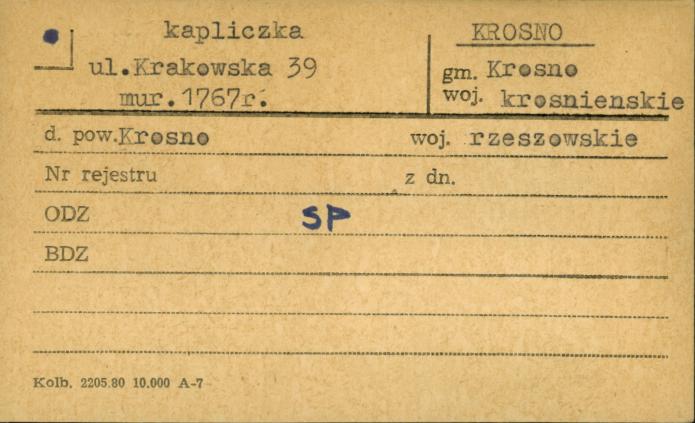 kapliczka
ul.Krakowska 39
mur.1767r.
KROSNO
gm. Krosno
woj. krosnienskie
d. pow.Krosno woj. rzeszowskie
Nr rejestru z dn.
ODZ SP
BDZ
Kolb. 2205.80 10.000 A-7